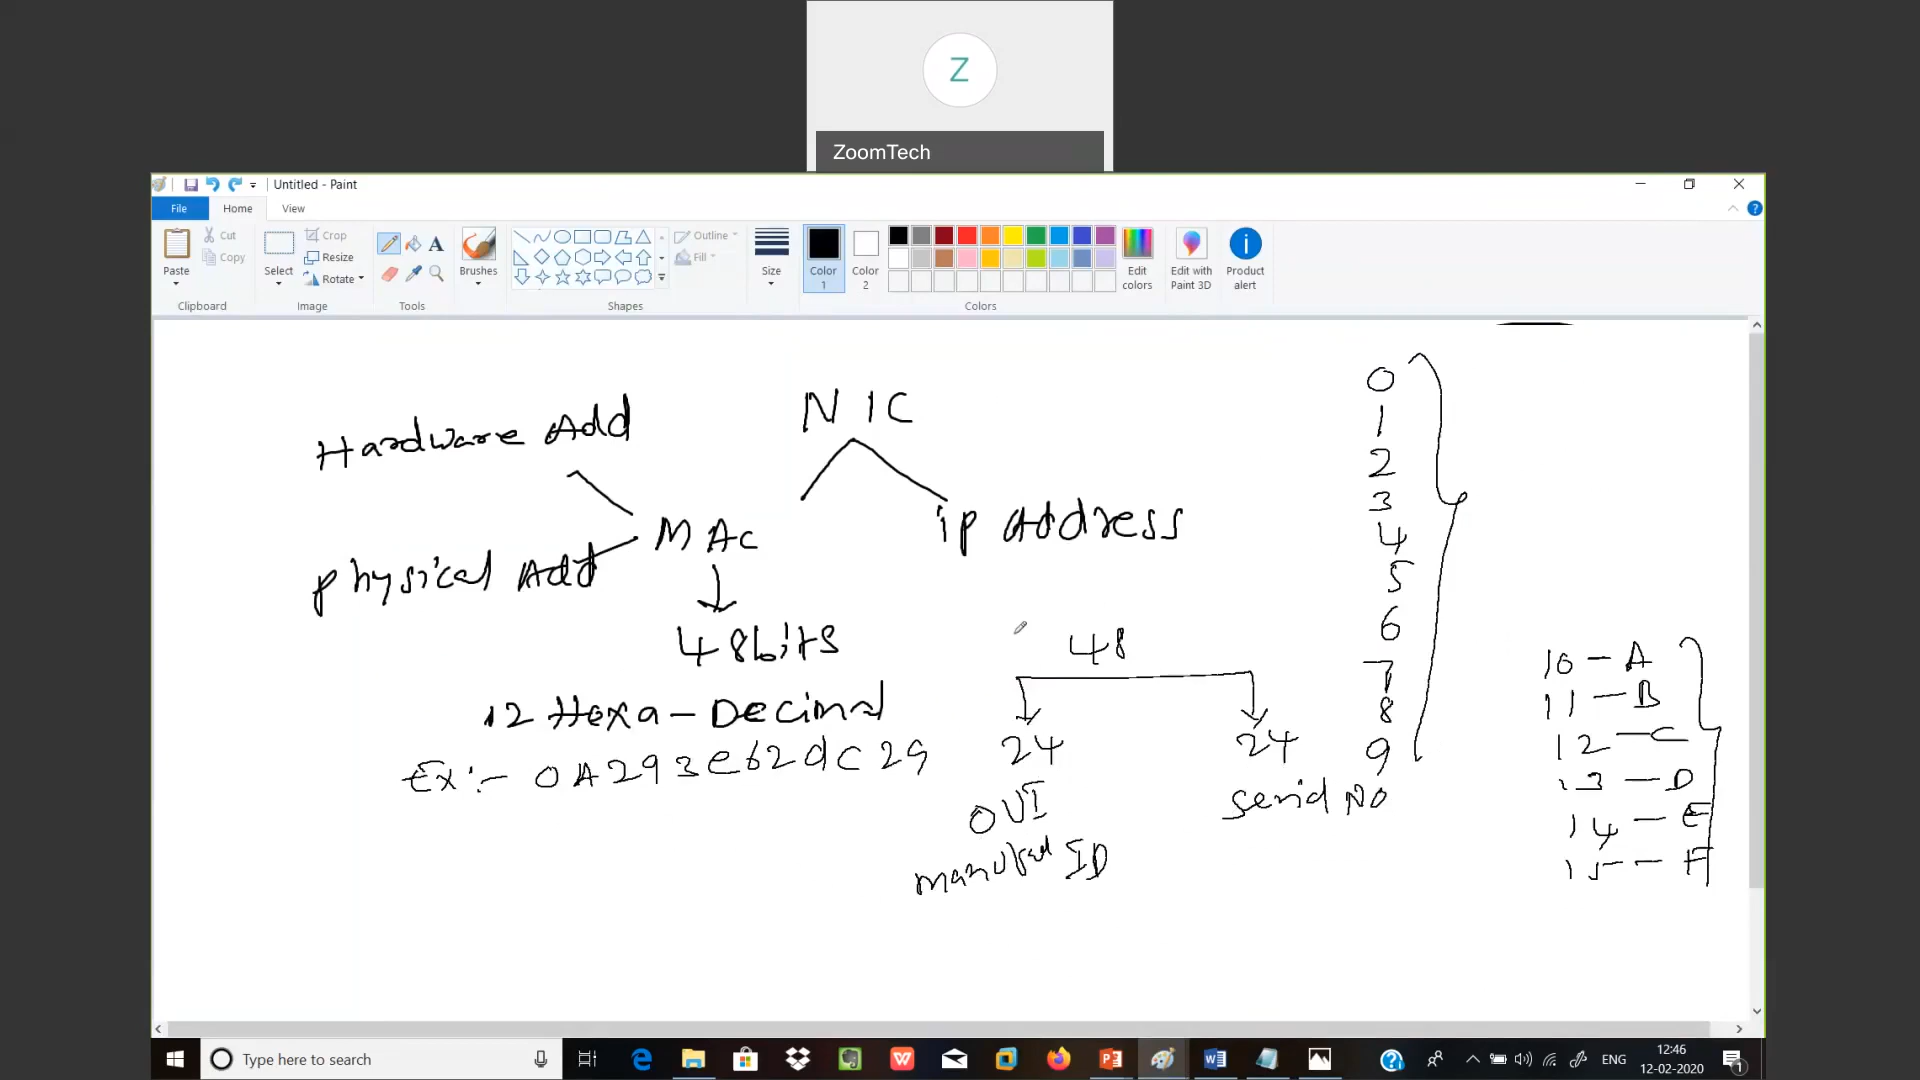 Z
ZoomTech
Untitled - Paint
File Home View
Cut
Copy
Paste
Clipboard
Select
Crop
Resize
Rotate
Image
A
Tools
Brushes
Outline
Fill
Shapes
Size
Color 1
Color 2
Edit colors
Colors
Edit with Paint 3D
Product alert
NIC
Hardware Add
MAc
ip address
physical Add
48bits
12 Hexa-Decimal
Ex:- 0A293e62dc29
48
24 24
OUI
manufact ID
Serial No
0
1
2
3
4
5
6
7
8
9
10 - A
11 - B
12 - C
13 - D
14 - E
15 - F
Type here to search
ENG
12:46
12-02-2020
1